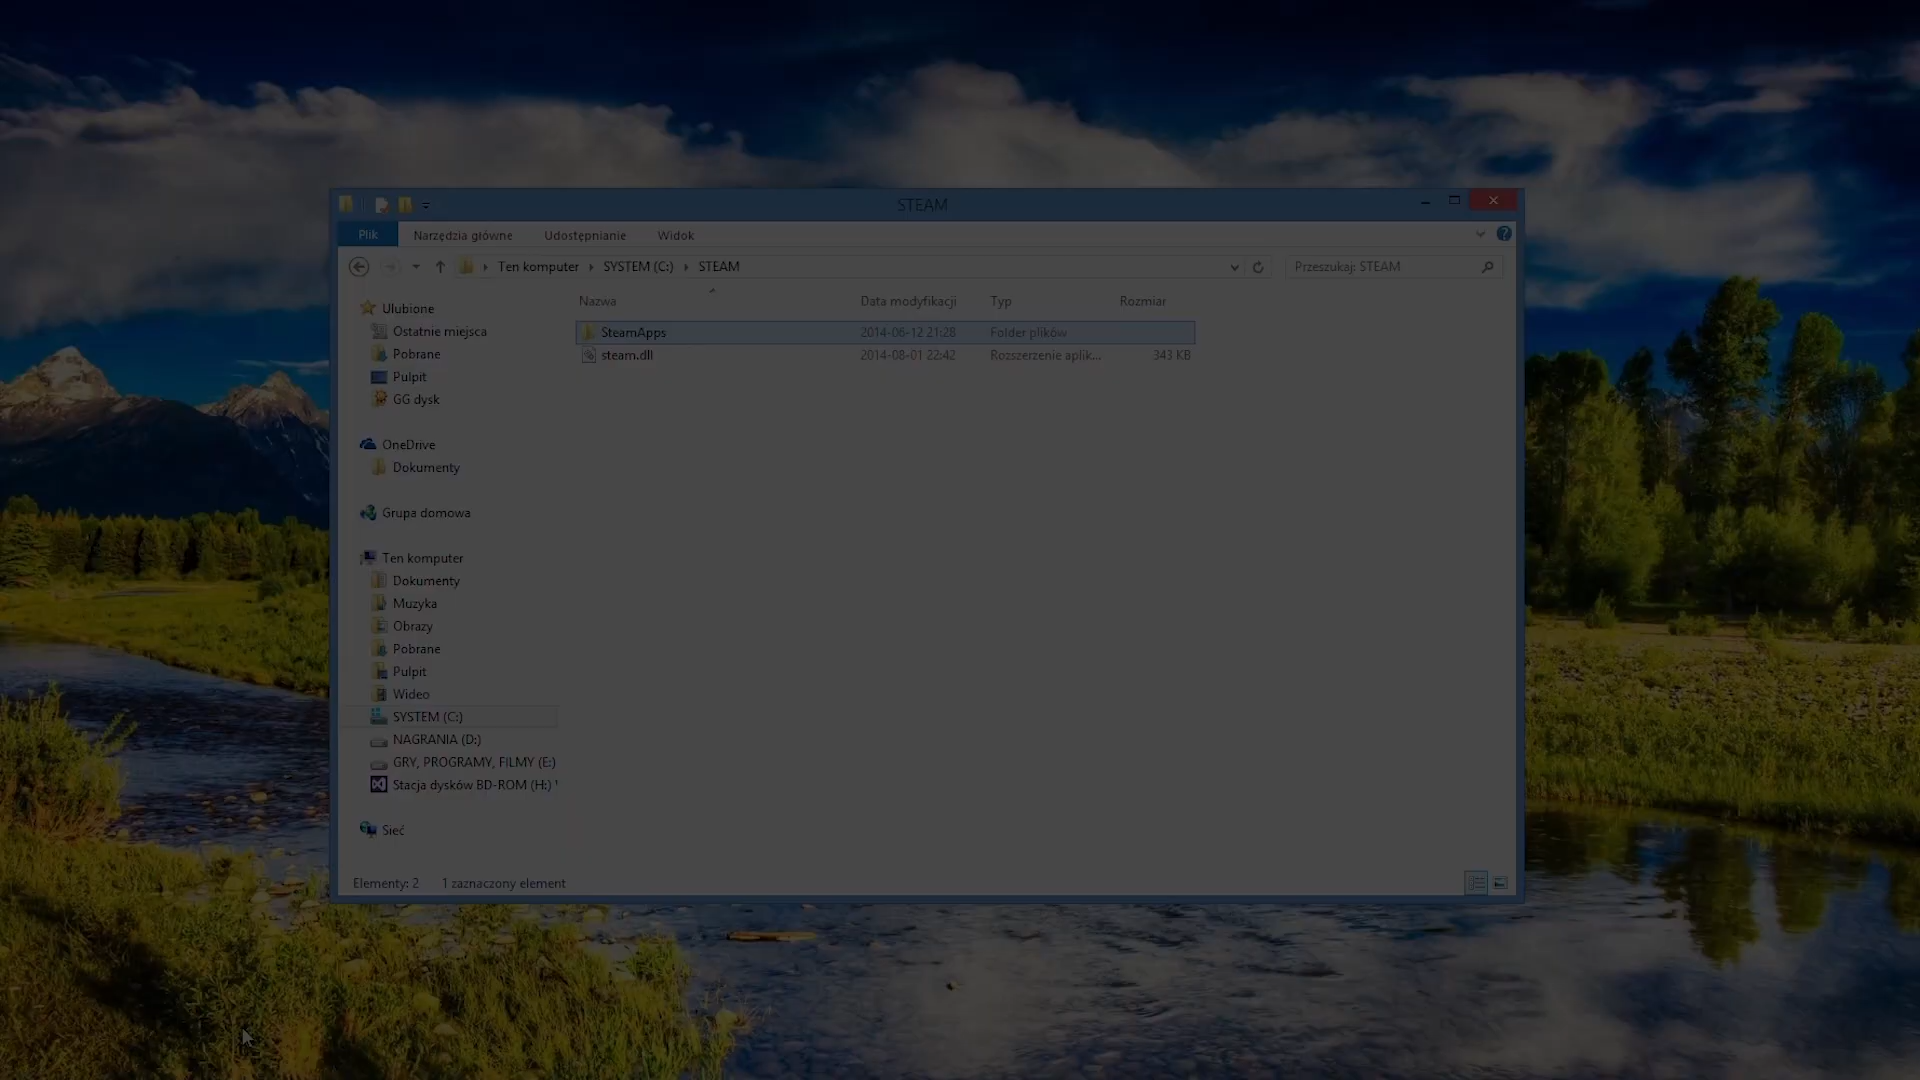 STEAM
Plik Narzędzia główne Udostępnianie Widok
Ten komputer SYSTEM (C:) STEAM
Przeszukaj: STEAM
Nazwa Data modyfikacji Typ Rozmiar
SteamApps 2014-08-12 21:28 Folder plików
steam.dll 2014-08-01 22:42 Rozszerzenie aplik... 343 KB
Ulubione
Ostatnie miejsca
Pobrane
Pulpit
GG dysk
OneDrive
Dokumenty
Grupa domowa
Ten komputer
Dokumenty
Muzyka
Obrazy
Pobrane
Pulpit
Wideo
SYSTEM (C:)
NAGRANIA (D:)
GRY, PROGRAMY, FILMY (E:)
Stacja dysków BD-ROM (H:)
Sieć
Elementy: 2 1 zaznaczony element